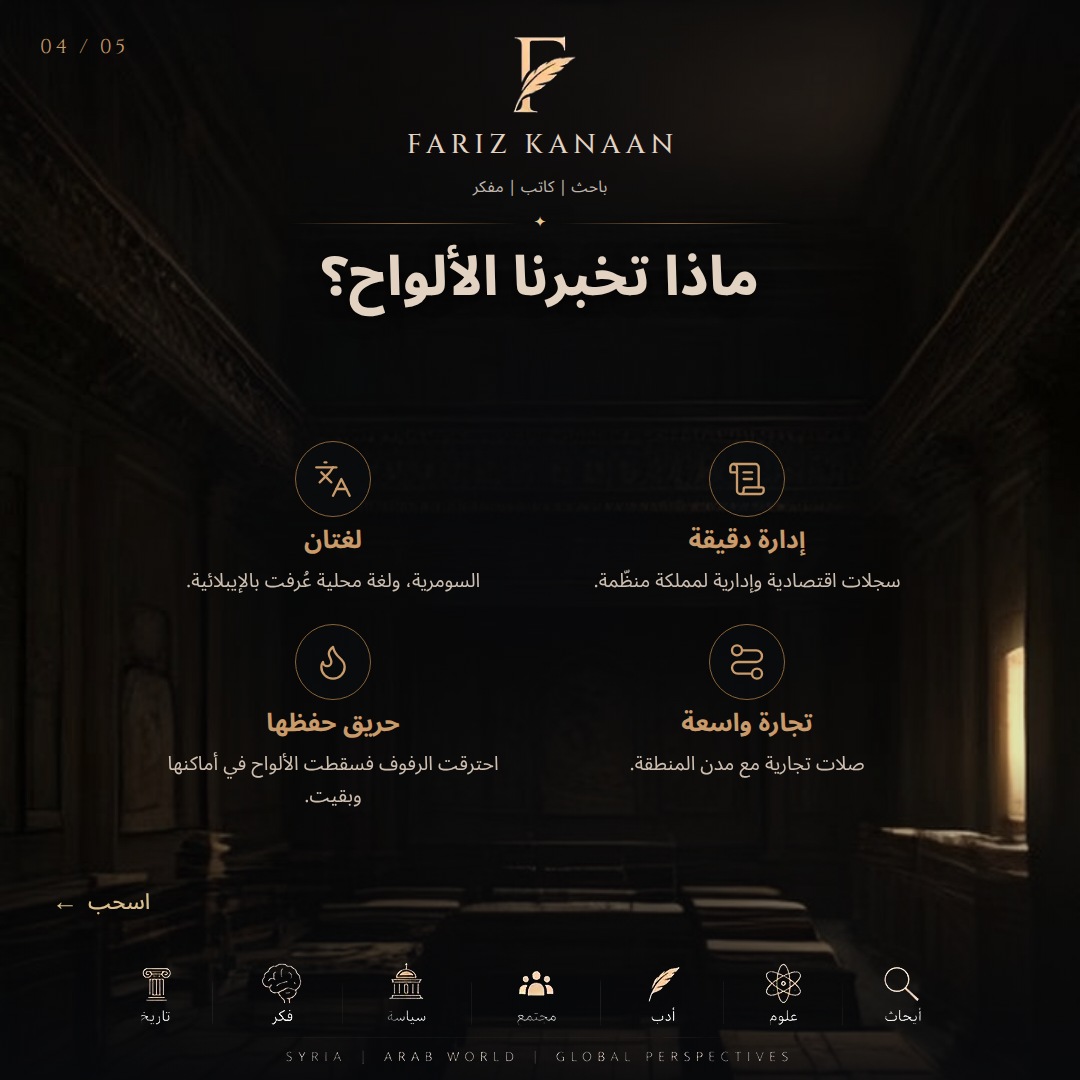 04 / 05
FARIZ KANAAN
باحث | كاتب | مفكر
ماذا تخبرنا الألواح؟
إدارة دقيقة
سجلات اقتصادية وإدارية لمملكة منظّمة.
لغتان
السومرية، ولغة محلية عُرفت بالإيبلائية.
تجارة واسعة
صلات تجارية مع مدن المنطقة.
حريق حفظها
احترقت الرفوف فسقطت الألواح في أماكنها
وبقيت.
اسحب ←
أبحاث
علوم
أدب
مجتمع
سياسة
فكر
تاريخ
SYRIA | ARAB WORLD | GLOBAL PERSPECTIVES